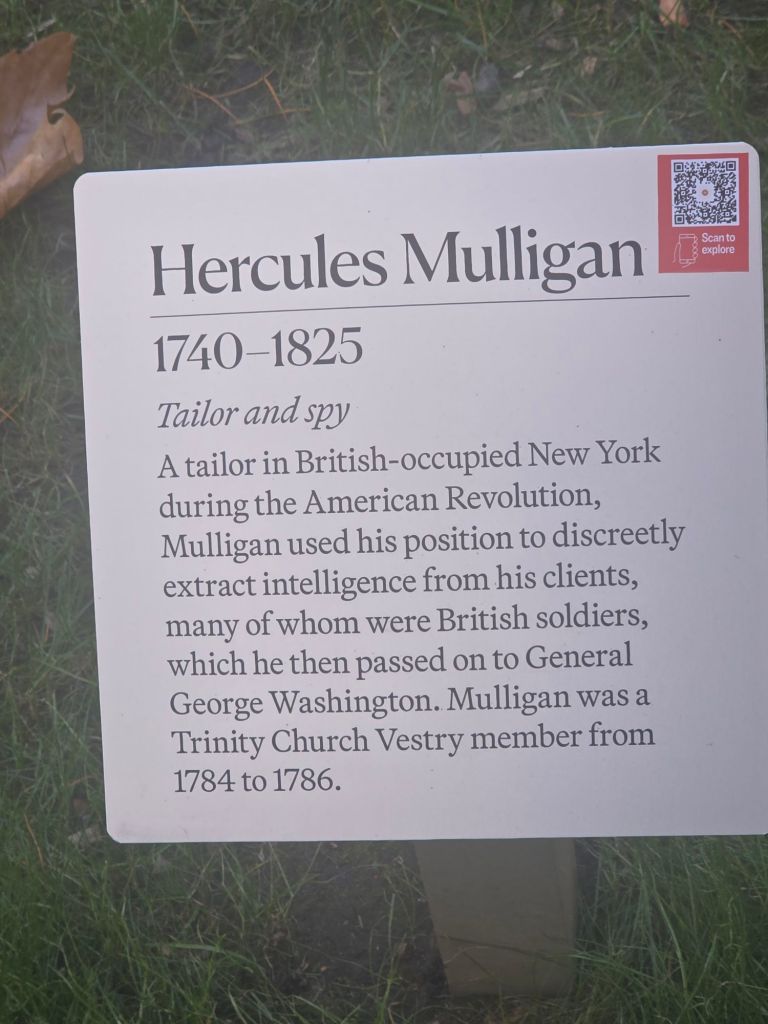 Hercules Mulligan
Scan to
explore
1740–1825
Tailor and spy
A tailor in British-occupied New York
during the American Revolution,
Mulligan used his position to discreetly
extract intelligence from his clients,
many of whom were British soldiers,
which he then passed on to General
George Washington. Mulligan was a
Trinity Church Vestry member from
1784 to 1786.